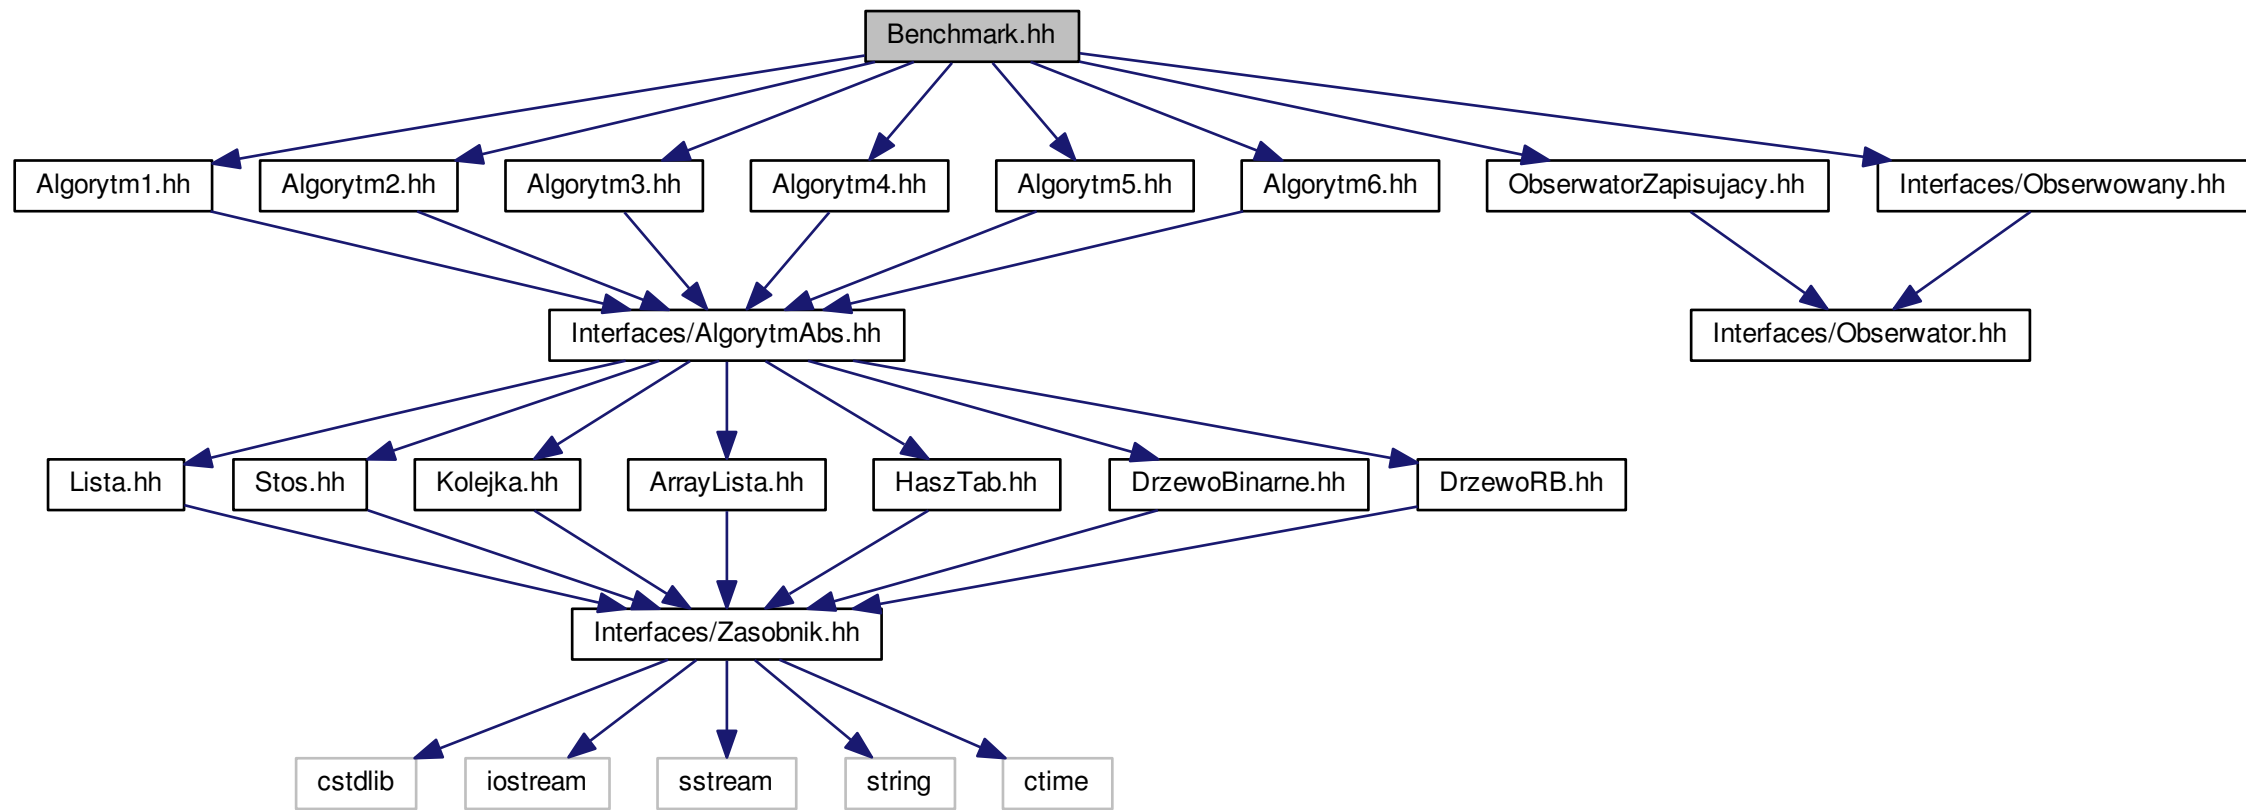 Benchmark.hh
Algorytm1.hh
Algorytm2.hh
Algorytm3.hh
Algorytm4.hh
Algorytm5.hh
Algorytm6.hh
ObserwatorZapisujacy.hh
Interfaces/Obserwowany.hh
Interfaces/AlgorytmAbs.hh
Interfaces/Obserwator.hh
Lista.hh
Stos.hh
Kolejka.hh
ArrayLista.hh
HaszTab.hh
DrzewoBinarne.hh
DrzewoRB.hh
Interfaces/Zasobnik.hh
cstdlib
iostream
sstream
string
ctime